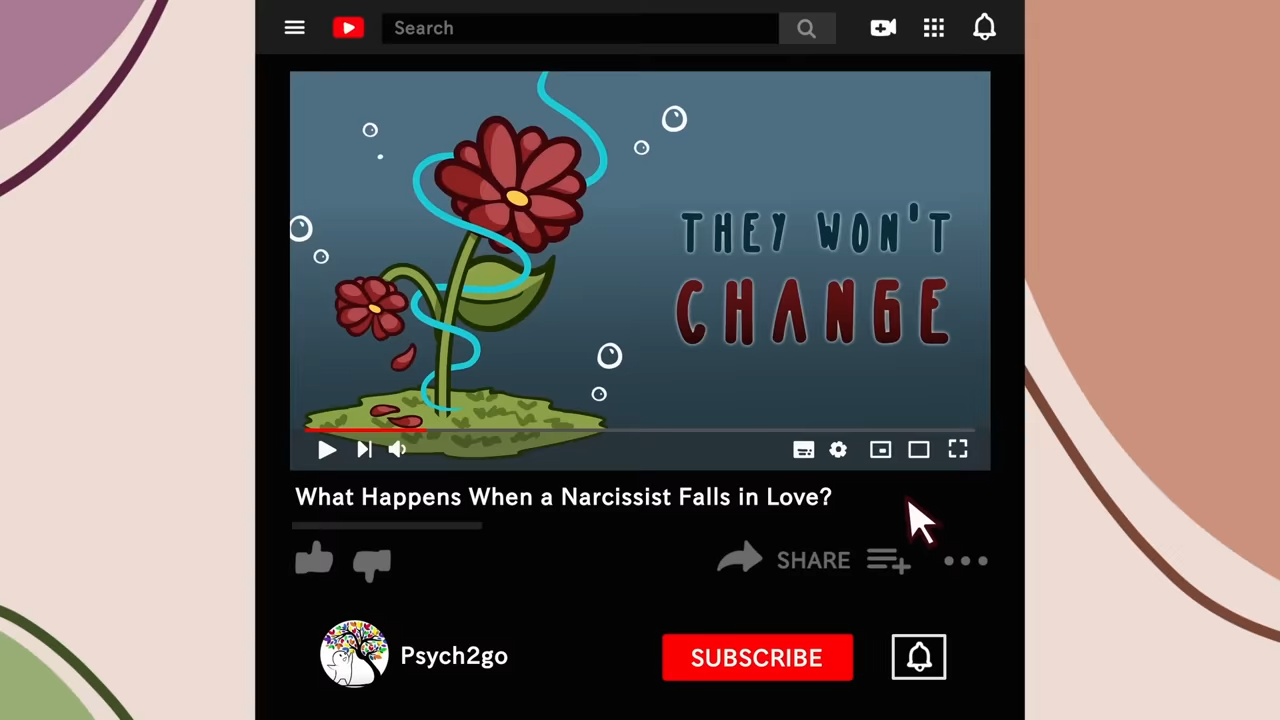 Search
THEY WON'T
CHANGE
What Happens When a Narcissist Falls in Love?
SHARE
Psych2go
SUBSCRIBE